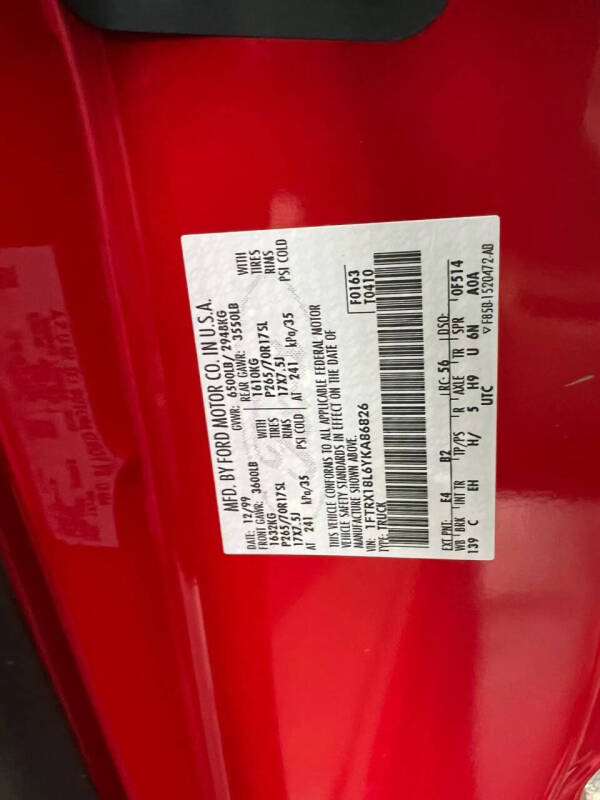 MFD. BY FORD MOTOR CO. IN U.S.A.
DATE: 12/99 GVWR: 6500LB/ 2948KG
FRONT GAWR: 3600LB REAR GAWR: 3550LB
1632KG WITH 1610KG WITH
P265/70R17SL TIRES P265/70R17SL TIRES
17X7.5J RIMS 17X7.5J RIMS
AT 241 kPa/35 PSI COLD AT 241 kPa/35 PSI COLD
THIS VEHICLE CONFORMS TO ALL APPLICABLE FEDERAL MOTOR
VEHICLE SAFETY STANDARDS IN EFFECT ON THE DATE OF
MANUFACTURE SHOWN ABOVE.
VIN: 1FTRX18L6YKA86826
TYPE: TRUCK
F0163
T0410
EXT PNT: E4 B2 RC: 56 DSO:
WB BRK INT TR TP/PS R AXLE TR SPR 0F514
139 C EH H/ 5 H9 U 6N A0A
UTC
▽F85B-1520472-AB